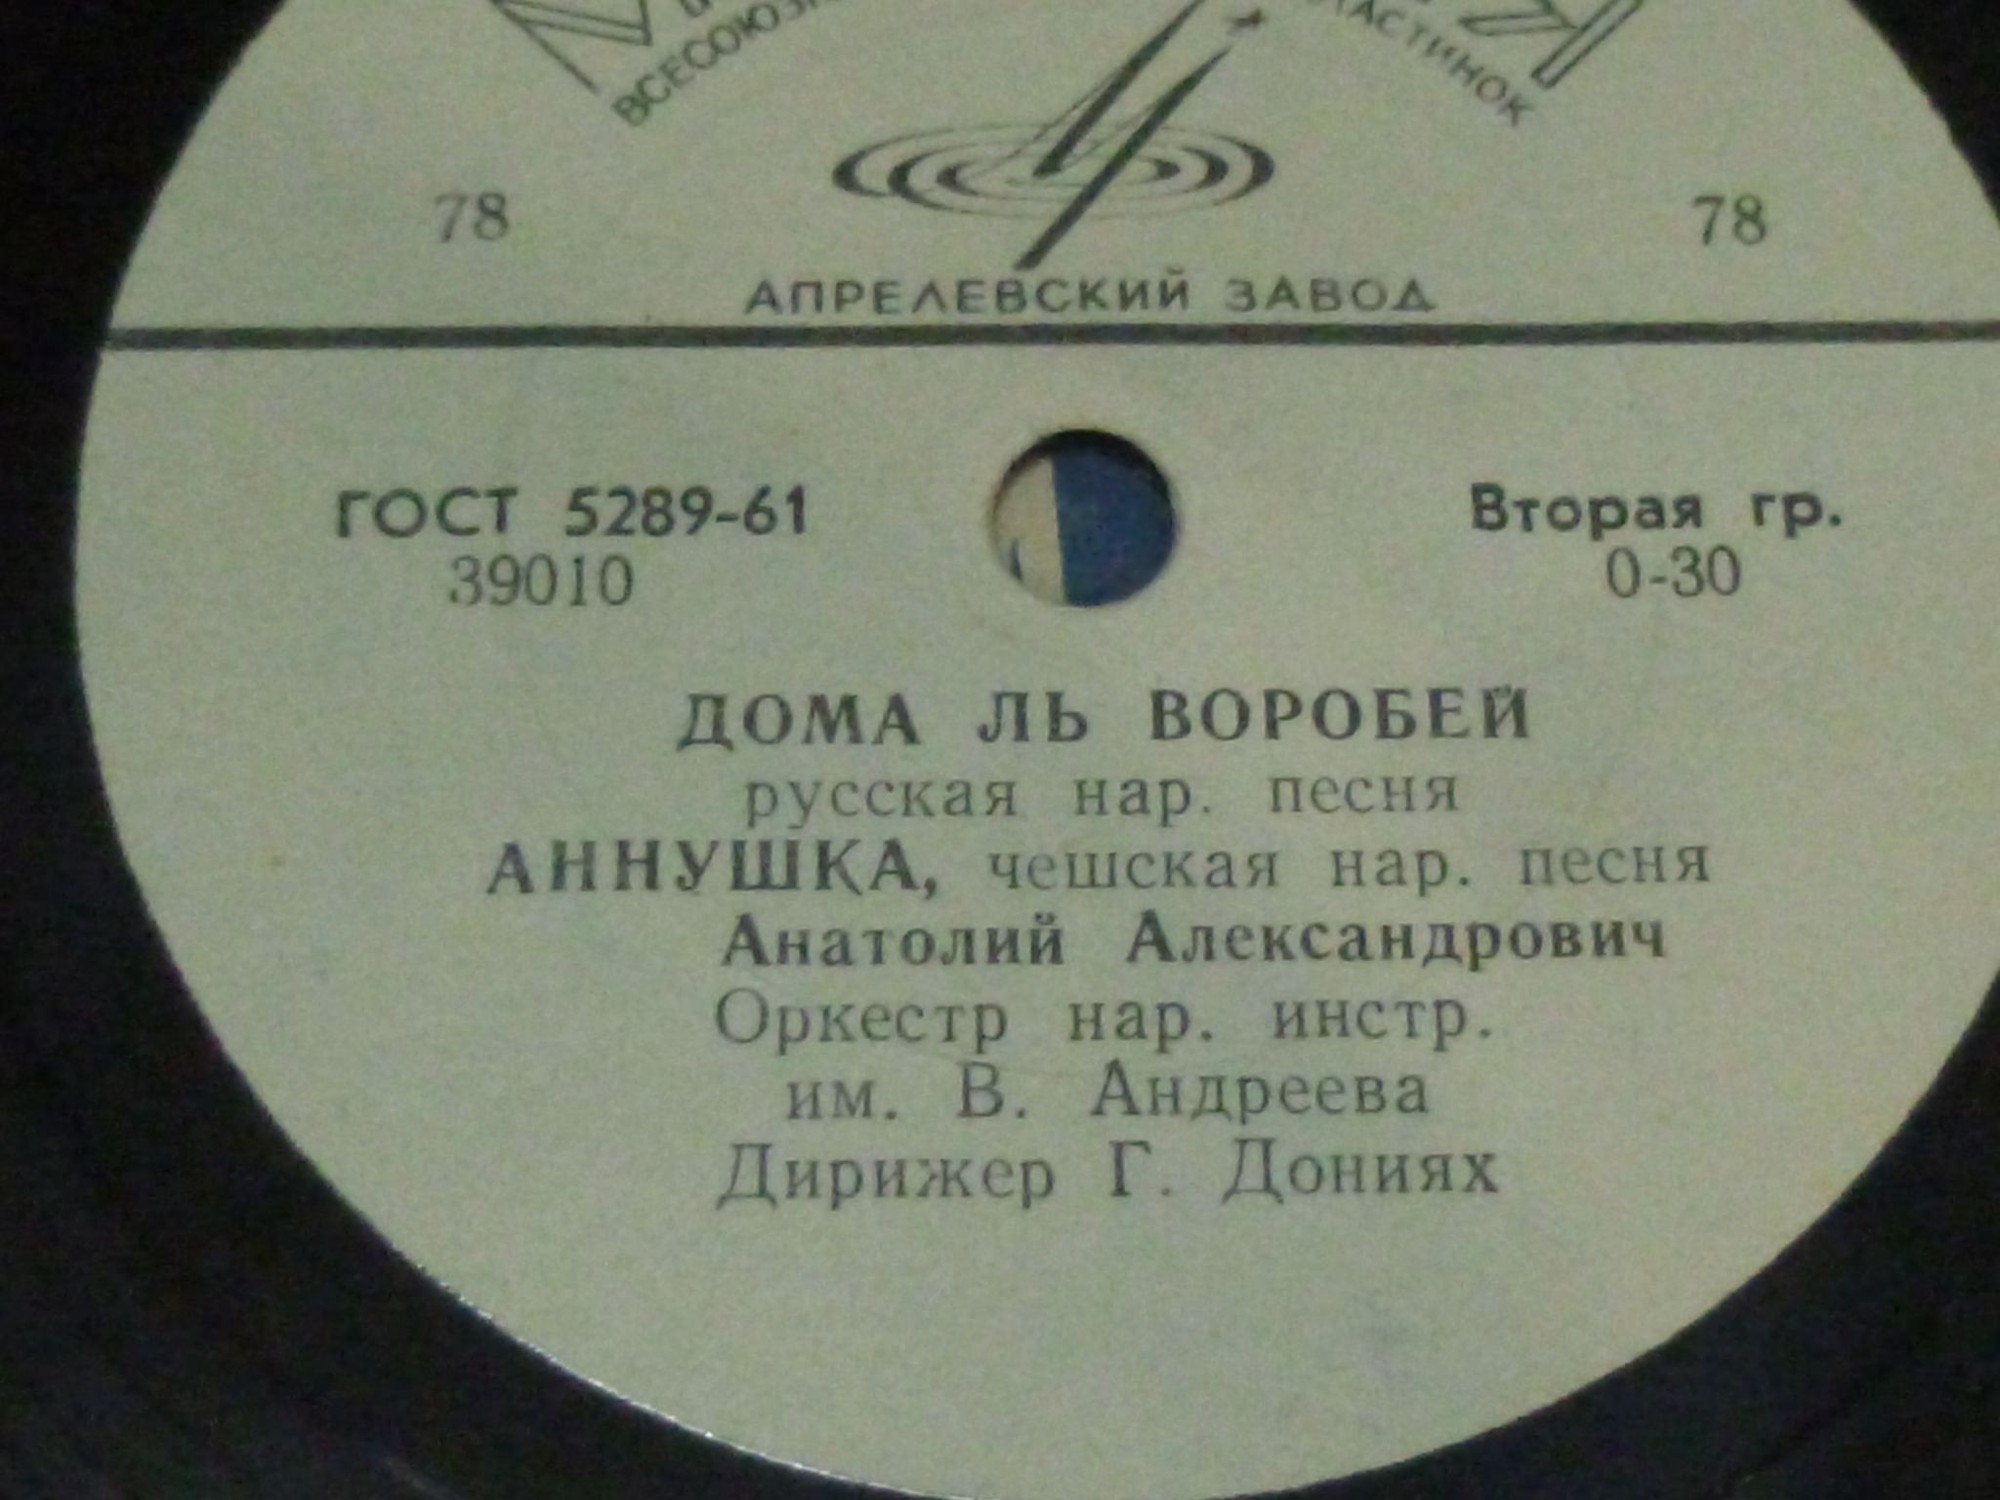 ВСЕСОЮЗН
ЛАСТИНОК
78
78
АПРЕЛЕВСКИЙ ЗАВОД
ГОСТ 5289-61
Вторая гр.
39010
0-30
ДОМА ЛЬ ВОРОБЕЙ
русская нар. песня
АННУШКА, чешская нар. песня
Анатолий Александрович
Оркестр нар. инстр.
им. В. Андреева
Дирижер Г. Дониях